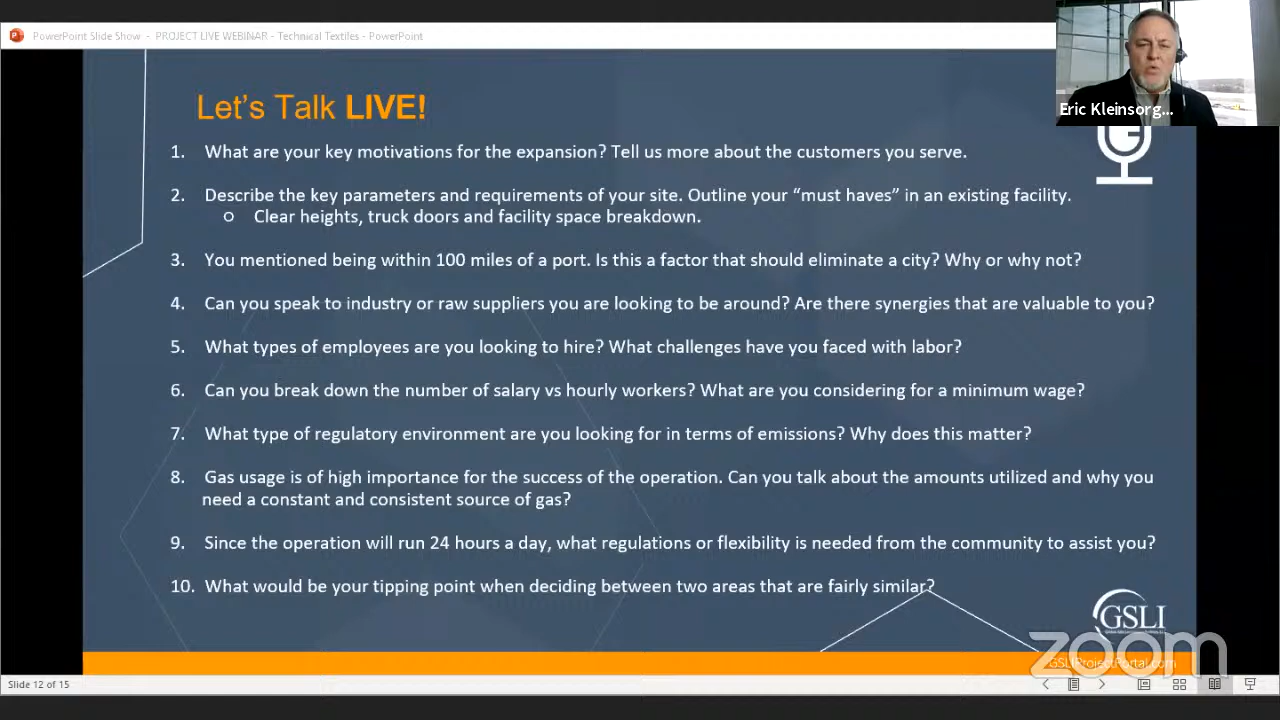 PowerPoint Slide Show - PROJECT LIVE WEBINAR - Technical Textiles - PowerPoint
Eric Kleinsorg...
Let's Talk LIVE!
1. What are your key motivations for the expansion? Tell us more about the customers you serve.
2. Describe the key parameters and requirements of your site. Outline your “must haves” in an existing facility.
o Clear heights, truck doors and facility space breakdown.
3. You mentioned being within 100 miles of a port. Is this a factor that should eliminate a city? Why or why not?
4. Can you speak to industry or raw suppliers you are looking to be around? Are there synergies that are valuable to you?
5. What types of employees are you looking to hire? What challenges have you faced with labor?
6. Can you break down the number of salary vs hourly workers? What are you considering for a minimum wage?
7. What type of regulatory environment are you looking for in terms of emissions? Why does this matter?
8. Gas usage is of high importance for the success of the operation. Can you talk about the amounts utilized and why you
need a constant and consistent source of gas?
9. Since the operation will run 24 hours a day, what regulations or flexibility is needed from the community to assist you?
10. What would be your tipping point when deciding between two areas that are fairly similar?
GSLI
zoom
GSLIProjectPortal.com
Slide 12 of 15